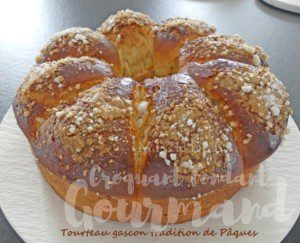 Croquant Fondant
Gourmand
Tourteau gascon tradition de Pâques